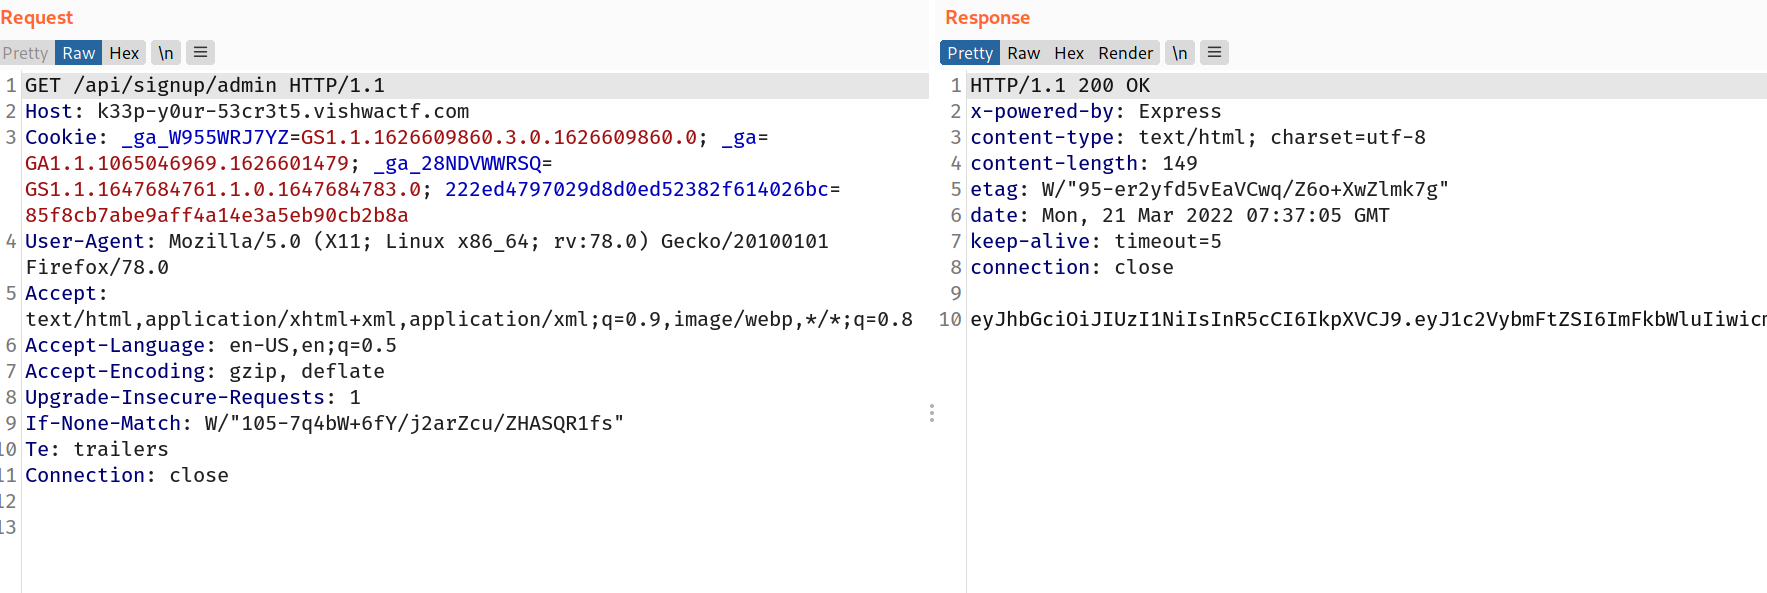 Request
Pretty Raw Hex \n
1 GET /api/signup/admin HTTP/1.1
2 Host: k33p-y0ur-53cr3t5.vishwactf.com
3 Cookie: _ga_W955WRJ7YZ=GS1.1.1626609860.3.0.1626609860.0; _ga=
GA1.1.1065046969.1626601479; _ga_28NDVWWRSQ=
GS1.1.1647684761.1.0.1647684783.0; 222ed4797029d8d0ed52382f614026bc=
85f8cb7abe9aff4a14e3a5eb90cb2b8a
4 User-Agent: Mozilla/5.0 (X11; Linux x86_64; rv:78.0) Gecko/20100101
Firefox/78.0
5 Accept:
text/html,application/xhtml+xml,application/xml;q=0.9,image/webp,*/*;q=0.8
6 Accept-Language: en-US,en;q=0.5
7 Accept-Encoding: gzip, deflate
8 Upgrade-Insecure-Requests: 1
9 If-None-Match: W/"105-7q4bW+6fY/j2arZcu/ZHASQR1fs"
10 Te: trailers
11 Connection: close
12
13
Response
Pretty Raw Hex Render \n
1 HTTP/1.1 200 OK
2 x-powered-by: Express
3 content-type: text/html; charset=utf-8
4 content-length: 149
5 etag: W/"95-er2yfd5vEaVCwq/Z6o+XwZlmk7g"
6 date: Mon, 21 Mar 2022 07:37:05 GMT
7 keep-alive: timeout=5
8 connection: close
9
10 eyJhbGciOiJIUzI1NiIsInR5cCI6IkpXVCJ9.eyJ1c2VybmFtZSI6ImFkbWluIiwicm